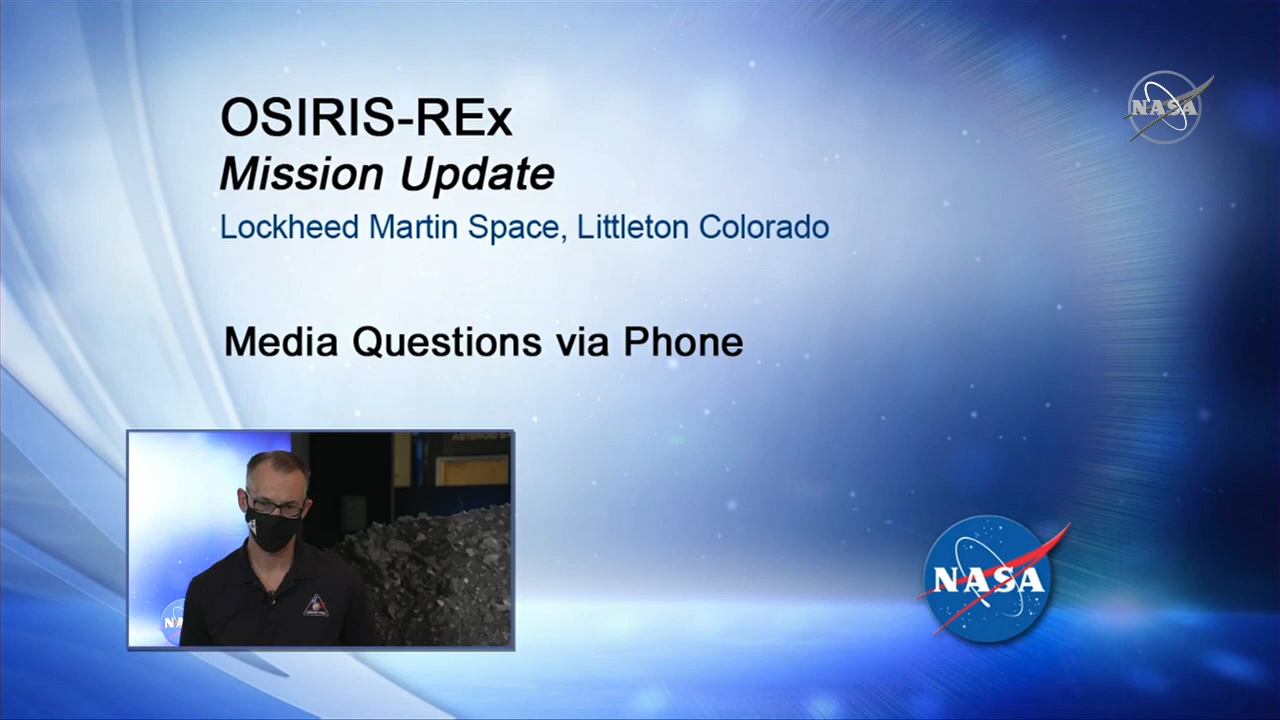 OSIRIS-REx
NASA
Mission Update
Lockheed Martin Space, Littleton Colorado
Media Questions via Phone
NASA